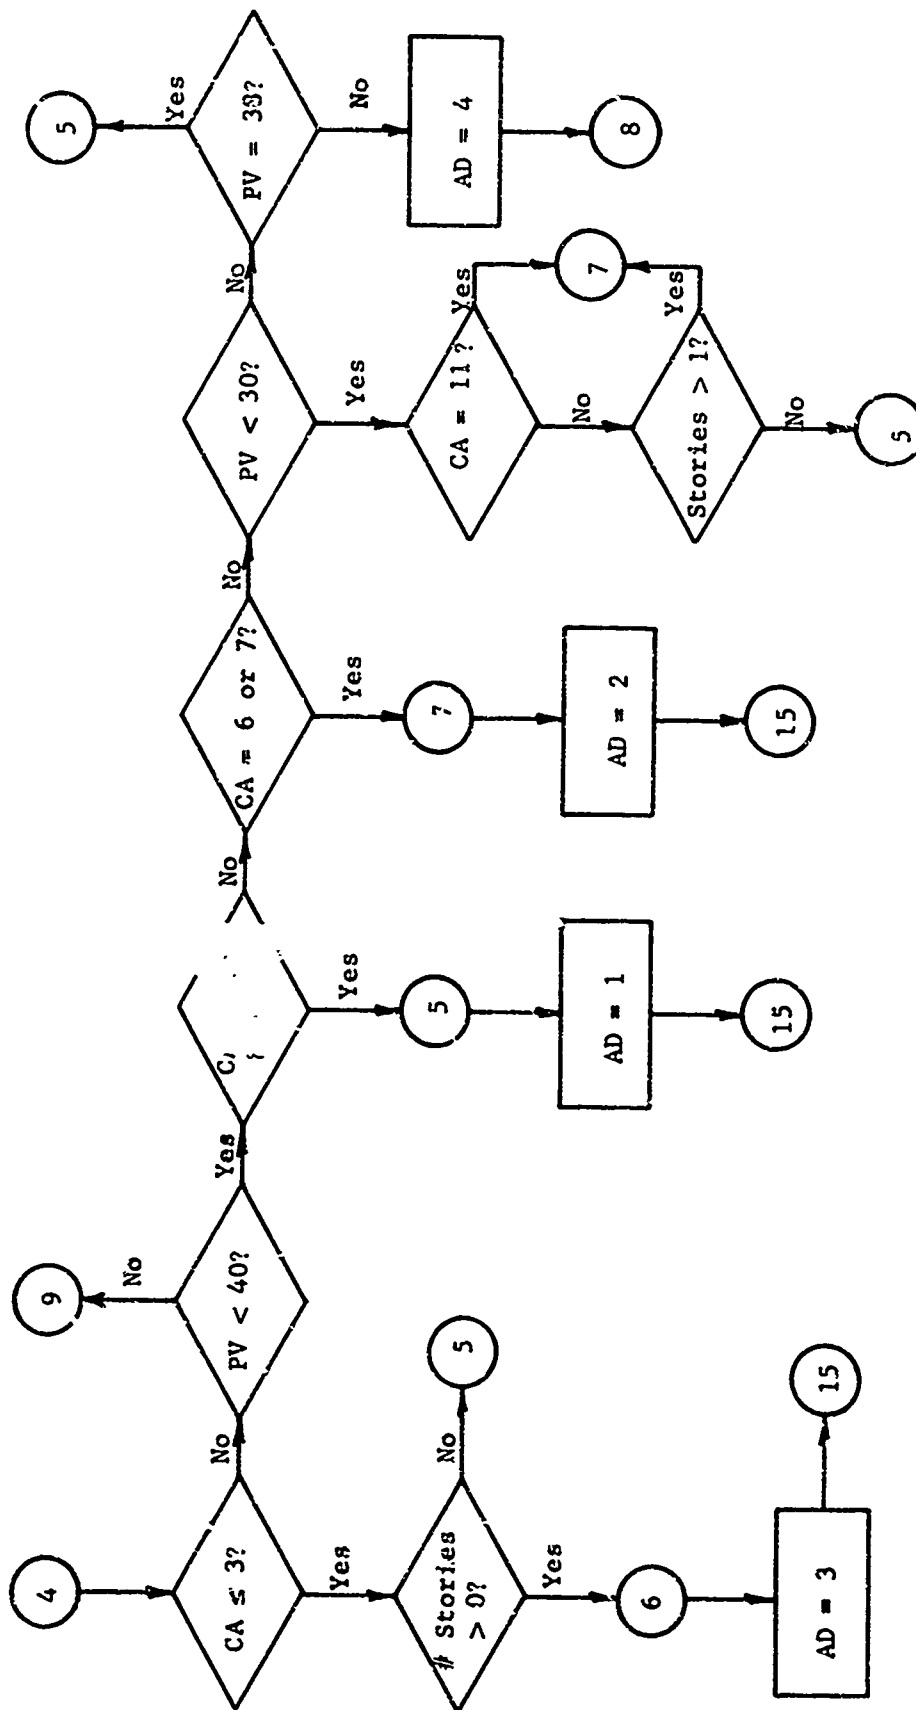 4
CA ≤ 3?
No
Yes
# Stories
> 0?
No
5
Yes
6
AD = 3
15
PV < 40?
No
9
Yes
Yes
5
AD = 1
15
No
CA = 6 or 7?
Yes
7
AD = 2
15
No
PV < 30?
Yes
CA = 11?
Yes
7
No
Stories > 1?
Yes
No
5
No
PV = 38?
Yes
5
No
AD = 4
8